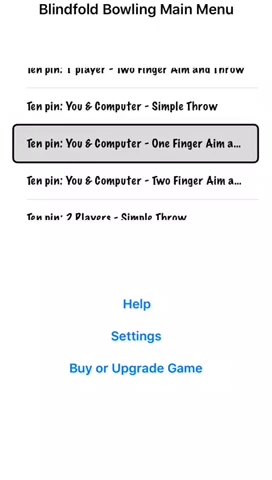 Blindfold Bowling Main Menu
Ten pin: 1 player - Two Finger Aim and Throw
Ten pin: You & Computer - Simple Throw
Ten pin: You & Computer - One Finger Aim a...
Ten pin: You & Computer - Two Finger Aim a...
Ten pin: 2 Players - Simple Throw
Help
Settings
Buy or Upgrade Game